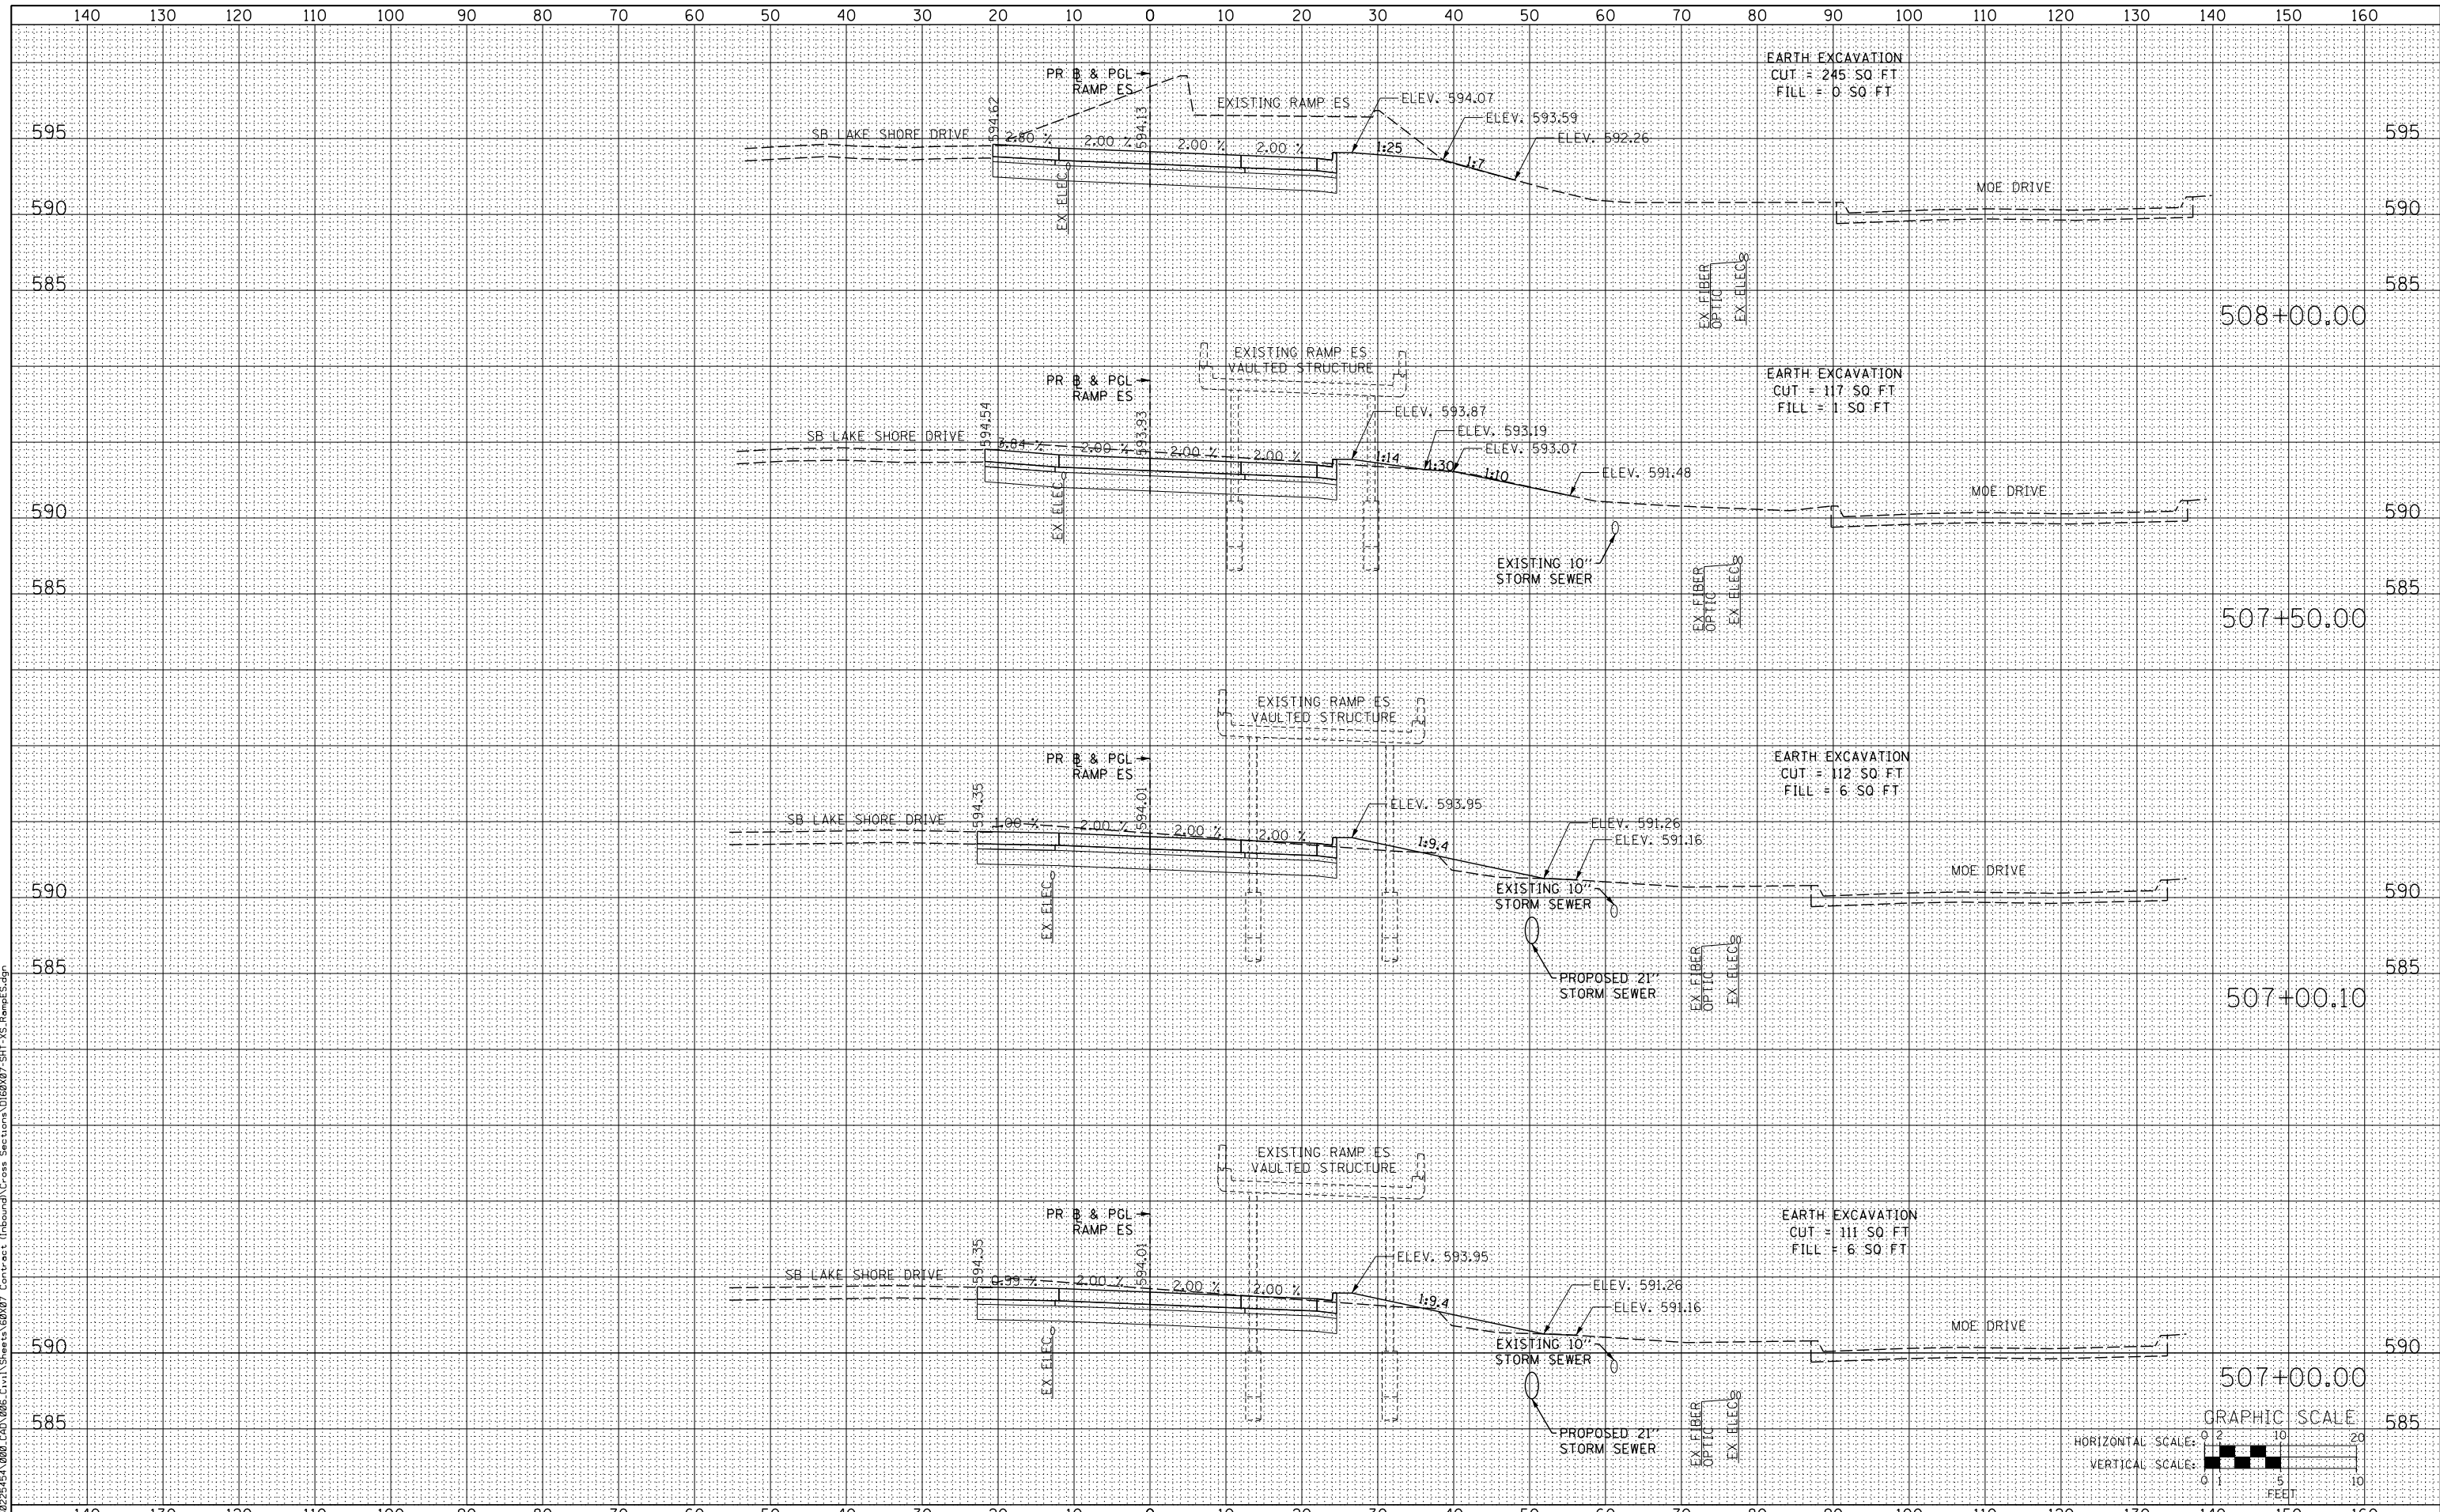 140 130 120 110 100 90 80 70 60 50 40 30 20 10 0 10 20 30 40 50 60 70 80 90 100 110 120 130 140 150 160
EARTH EXCAVATION
CUT = 245 SQ FT
FILL = 0 SQ FT
PR B & PGL
RAMP ES
594.62
594.13
EXISTING RAMP ES
ELEV. 594.07
ELEV. 593.59
ELEV. 592.26
595
SB LAKE SHORE DRIVE
2.80 %
2.00 %
2.00 %
2.00 %
1:25
1:7
595
EX ELEC
MOE DRIVE
590
590
EX FIBER
OPTIC
EX ELEC
585
585
508+00.00
EXISTING RAMP ES
VAULTED STRUCTURE
EARTH EXCAVATION
CUT = 117 SQ FT
FILL = 1 SQ FT
PR B & PGL
RAMP ES
594.54
593.93
ELEV. 593.87
ELEV. 593.19
ELEV. 593.07
ELEV. 591.48
SB LAKE SHORE DRIVE
3.84 %
2.00 %
2.00 %
2.00 %
1:14
1:30
1:10
EX ELEC
MOE DRIVE
590
590
EXISTING 10"
STORM SEWER
EX FIBER
OPTIC
EX ELEC
585
585
507+50.00
EXISTING RAMP ES
VAULTED STRUCTURE
EARTH EXCAVATION
CUT = 112 SQ FT
FILL = 6 SQ FT
PR B & PGL
RAMP ES
594.35
594.01
ELEV. 593.95
ELEV. 591.26
ELEV. 591.16
SB LAKE SHORE DRIVE
1.00 %
2.00 %
2.00 %
2.00 %
1:9.4
EX ELEC
MOE DRIVE
590
590
EXISTING 10"
STORM SEWER
PROPOSED 21"
STORM SEWER
EX FIBER
OPTIC
EX ELEC
585
585
507+00.10
EXISTING RAMP ES
VAULTED STRUCTURE
EARTH EXCAVATION
CUT = 111 SQ FT
FILL = 6 SQ FT
PR B & PGL
RAMP ES
594.35
594.01
ELEV. 593.95
ELEV. 591.26
ELEV. 591.16
SB LAKE SHORE DRIVE
0.99 %
2.00 %
2.00 %
2.00 %
1:9.4
EX ELEC
MOE DRIVE
590
590
EXISTING 10"
STORM SEWER
PROPOSED 21"
STORM SEWER
EX FIBER
OPTIC
EX ELEC
585
585
507+00.00
GRAPHIC SCALE
0 2 10 20
HORIZONTAL SCALE:
VERTICAL SCALE:
0 1 5 10
FEET